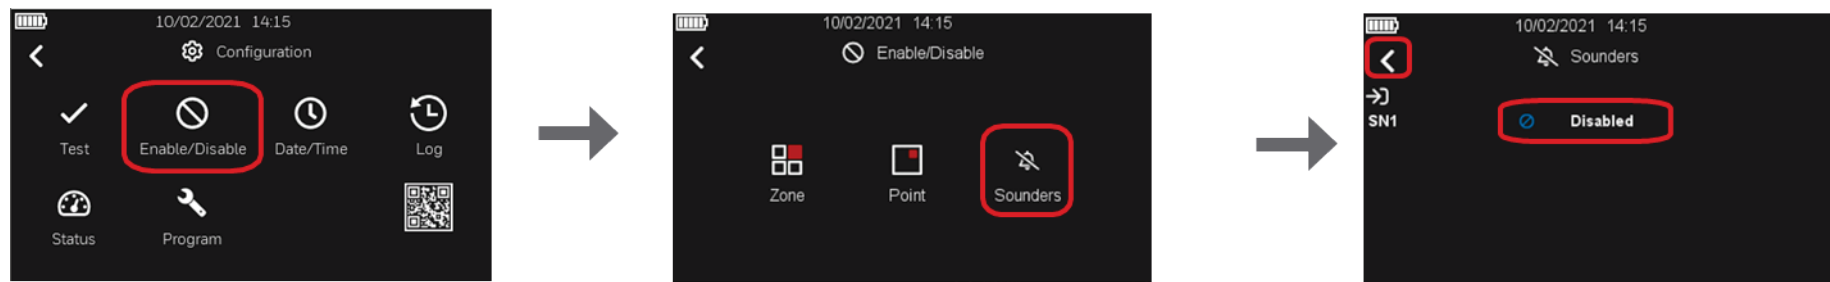 10/02/2021 14:15
Configuration
Test Enable/Disable Date/Time Log
Status Program
10/02/2021 14:15
Enable/Disable
Zone Point Sounders
10/02/2021 14:15
Sounders
SN1 Disabled